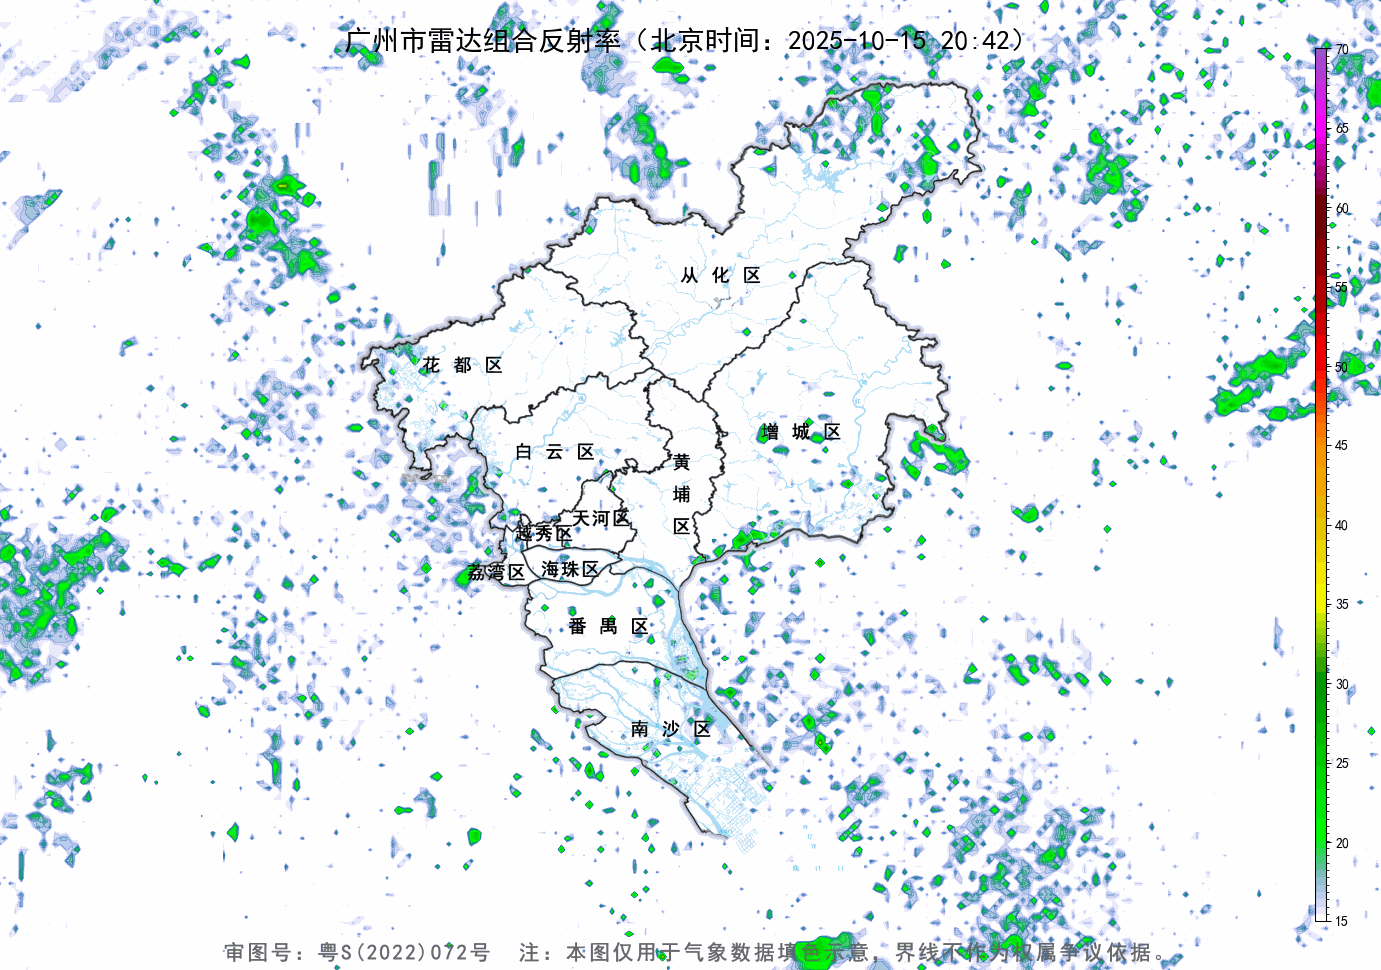 广州市雷达组合反射率（北京时间：2025-10-15 20:42）
70
65
60
55
50
45
40
35
30
25
20
15
从化区
花都区
增城区
白云区
黄埔区
天河区
越秀区
荔湾区
海珠区
番禺区
南沙区
审图号：粤S(2022)072号 注：本图仅用于气象数据填色示意，界线不作为权属争议依据。